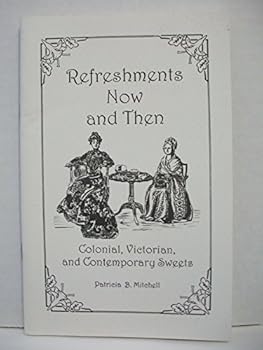 Refreshments
Now
and Then
Colonial, Victorian,
and Contemporary Sweets
Patricia B. Mitchell